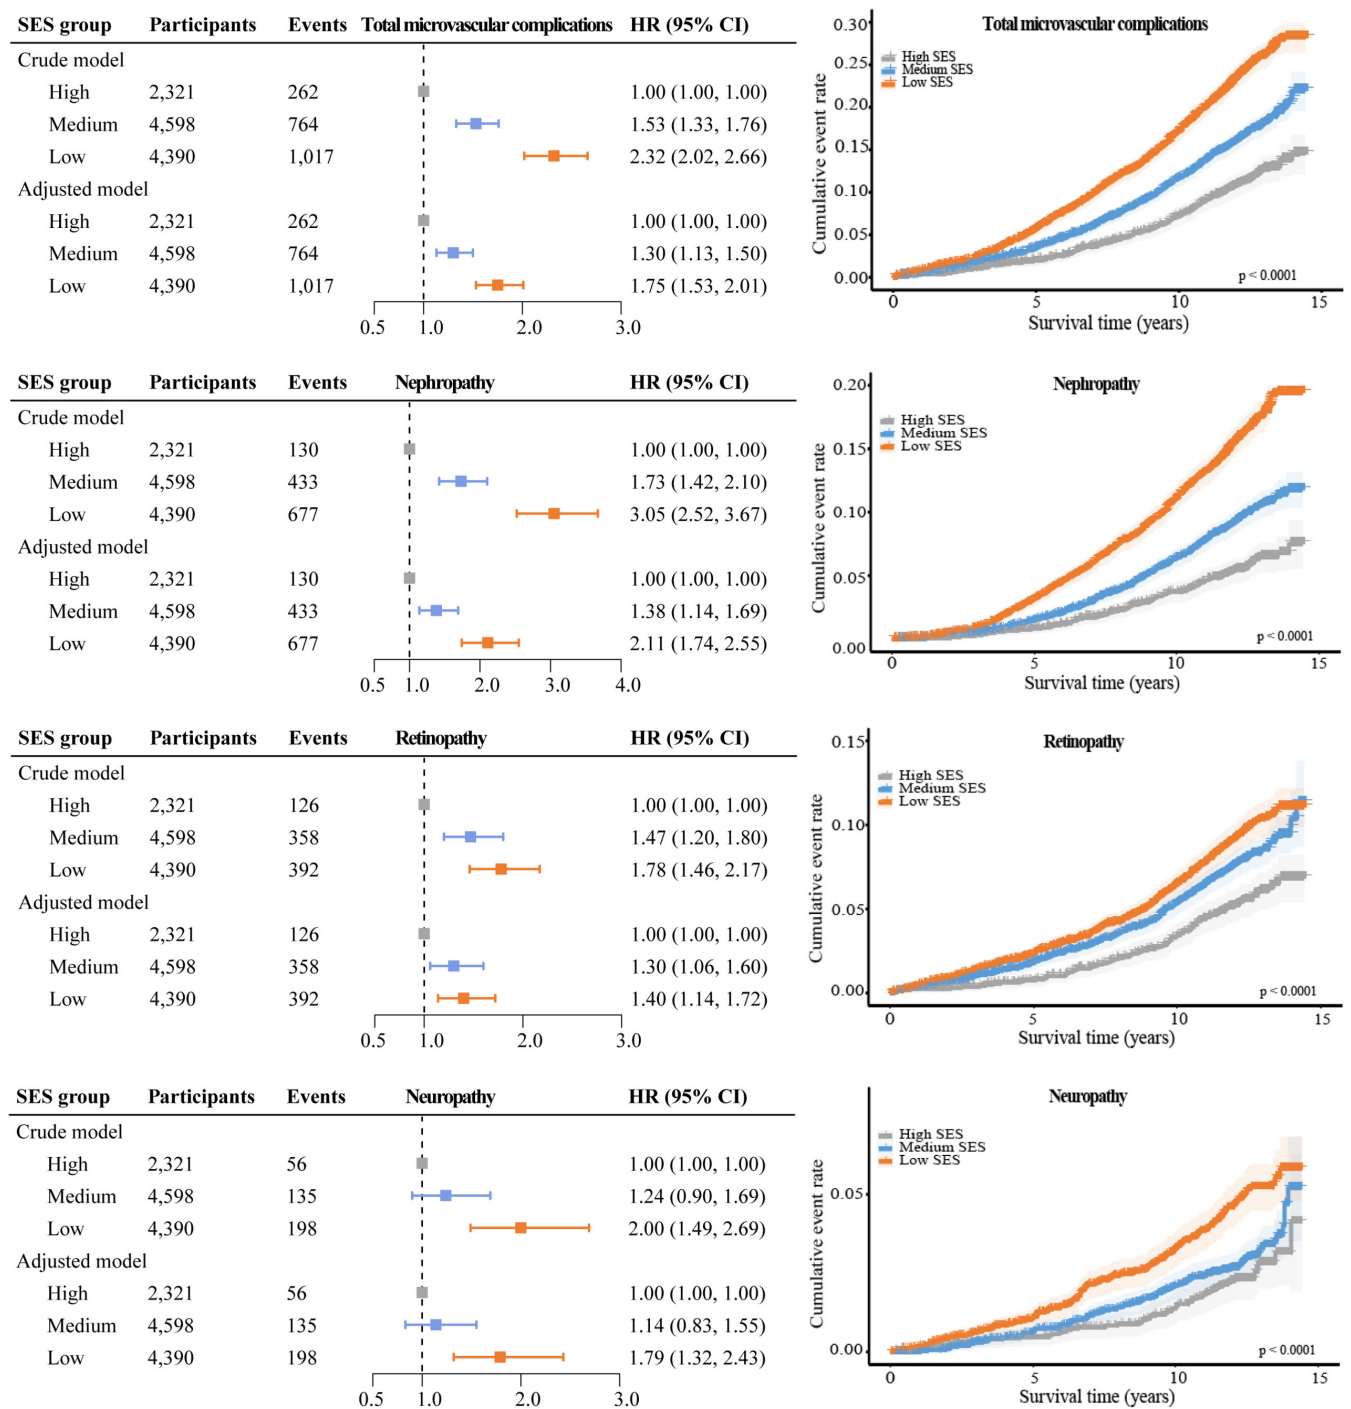 SES group Participants Events Total microvascular complications HR (95% CI)
Crude model
High 2,321 262 1.00 (1.00, 1.00)
Medium 4,598 764 1.53 (1.33, 1.76)
Low 4,390 1,017 2.32 (2.02, 2.66)
Adjusted model
High 2,321 262 1.00 (1.00, 1.00)
Medium 4,598 764 1.30 (1.13, 1.50)
Low 4,390 1,017 1.75 (1.53, 2.01)
0.5 1.0 2.0 3.0
Total microvascular complications
High SES
Medium SES
Low SES
Cumulative event rate
0.30
0.25
0.20
0.15
0.10
0.05
0.00
p < 0.0001
0 5 10 15
Survival time (years)
SES group Participants Events Nephropathy HR (95% CI)
Crude model
High 2,321 130 1.00 (1.00, 1.00)
Medium 4,598 433 1.73 (1.42, 2.10)
Low 4,390 677 3.05 (2.52, 3.67)
Adjusted model
High 2,321 130 1.00 (1.00, 1.00)
Medium 4,598 433 1.38 (1.14, 1.69)
Low 4,390 677 2.11 (1.74, 2.55)
0.5 1.0 2.0 3.0 4.0
Nephropathy
High SES
Medium SES
Low SES
Cumulative event rate
0.20
0.15
0.10
0.05
0.00
p < 0.0001
0 5 10 15
Survival time (years)
SES group Participants Events Retinopathy HR (95% CI)
Crude model
High 2,321 126 1.00 (1.00, 1.00)
Medium 4,598 358 1.47 (1.20, 1.80)
Low 4,390 392 1.78 (1.46, 2.17)
Adjusted model
High 2,321 126 1.00 (1.00, 1.00)
Medium 4,598 358 1.30 (1.06, 1.60)
Low 4,390 392 1.40 (1.14, 1.72)
0.5 1.0 2.0 3.0
Retinopathy
High SES
Medium SES
Low SES
Cumulative event rate
0.15
0.10
0.05
0.00
p < 0.0001
0 5 10 15
Survival time (years)
SES group Participants Events Neuropathy HR (95% CI)
Crude model
High 2,321 56 1.00 (1.00, 1.00)
Medium 4,598 135 1.24 (0.90, 1.69)
Low 4,390 198 2.00 (1.49, 2.69)
Adjusted model
High 2,321 56 1.00 (1.00, 1.00)
Medium 4,598 135 1.14 (0.83, 1.55)
Low 4,390 198 1.79 (1.32, 2.43)
0.5 1.0 2.0 3.0
Neuropathy
High SES
Medium SES
Low SES
Cumulative event rate
0.05
0.00
p < 0.0001
0 5 10 15
Survival time (years)